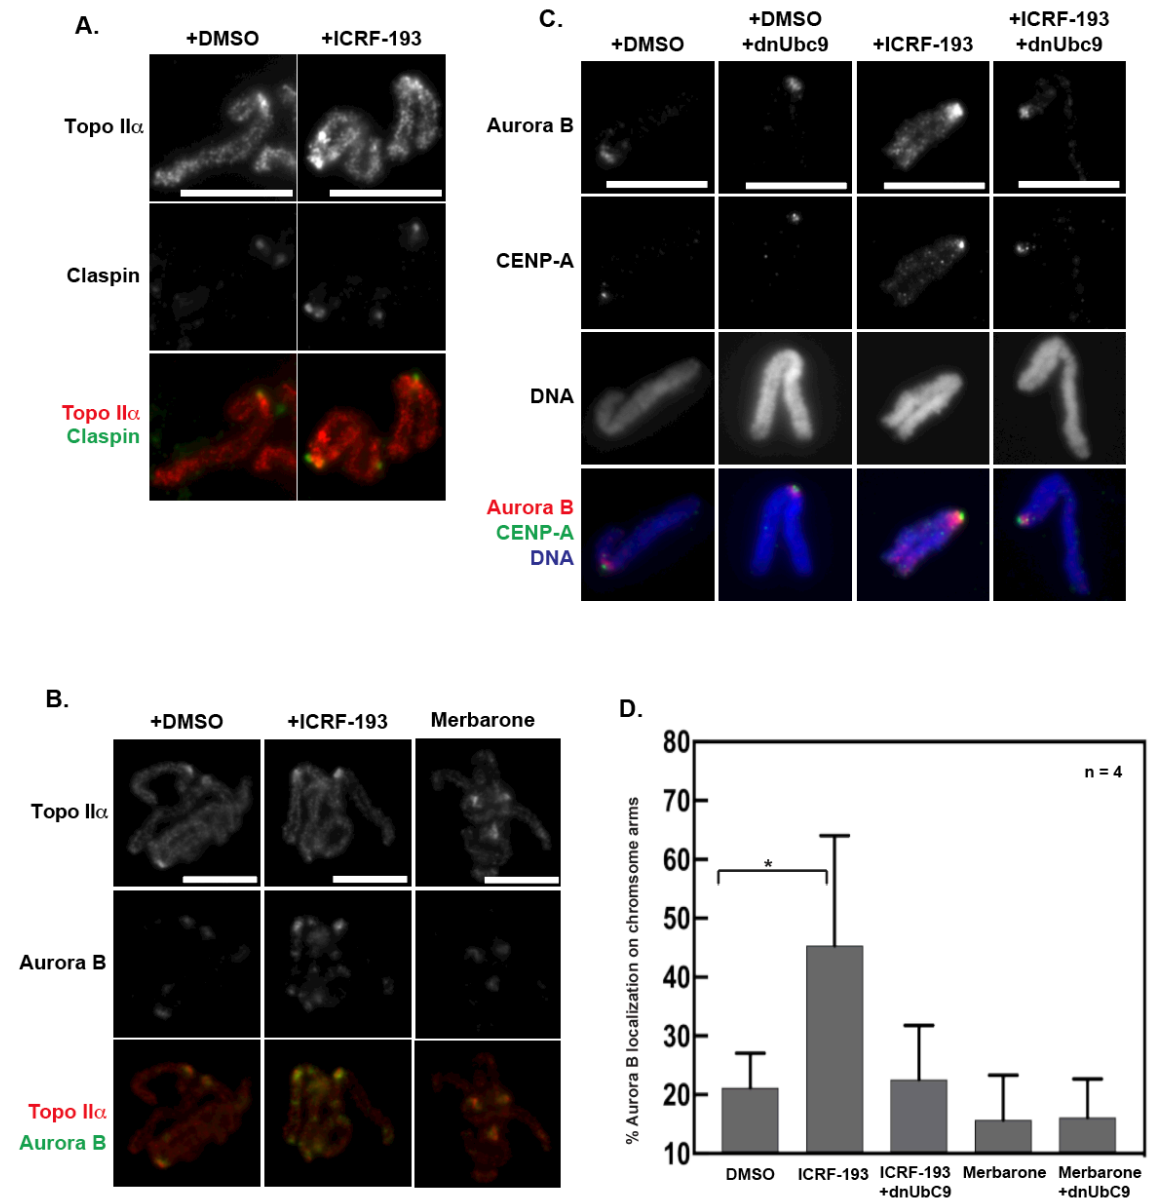 A.
+DMSO
+ICRF-193
Topo IIα
Claspin
Topo IIα
Claspin
C.
+DMSO
+DMSO
+dnUbc9
+ICRF-193
+ICRF-193
+dnUbc9
Aurora B
CENP-A
DNA
Aurora B
CENP-A
DNA
B.
+DMSO
+ICRF-193
Merbarone
Topo IIα
Aurora B
Topo IIα
Aurora B
D.
% Aurora B localization on chromsome arms
80
70
60
50
40
30
20
10
n = 4
*
DMSO
ICRF-193
ICRF-193
+dnUbC9
Merbarone
Merbarone
+dnUbC9